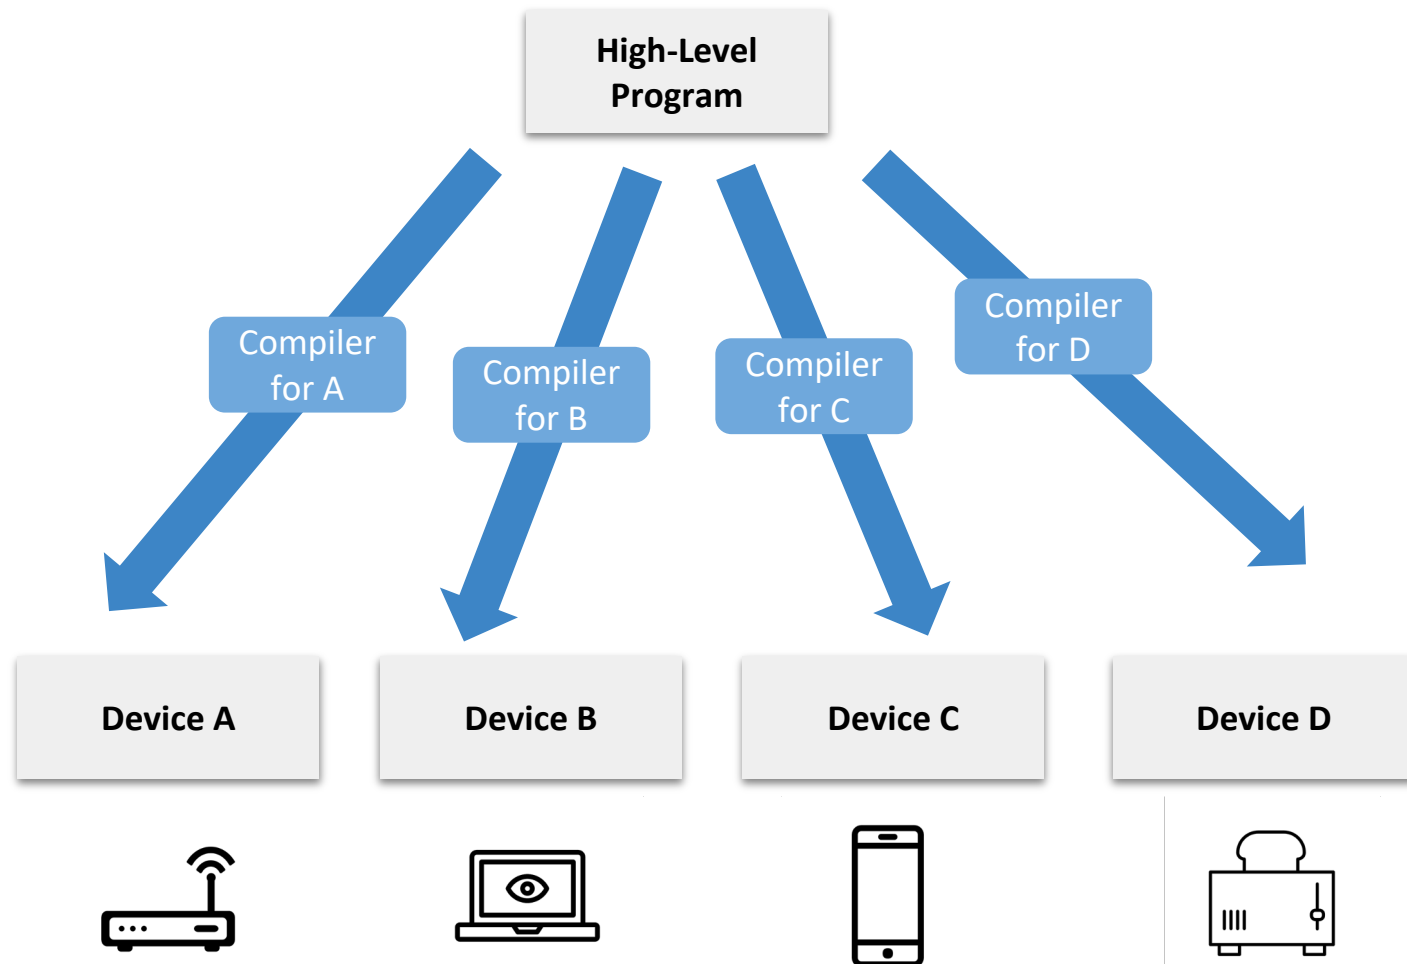 High-Level
Program
Compiler
for A
Compiler
for B
Compiler
for C
Compiler
for D
Device A
Device B
Device C
Device D